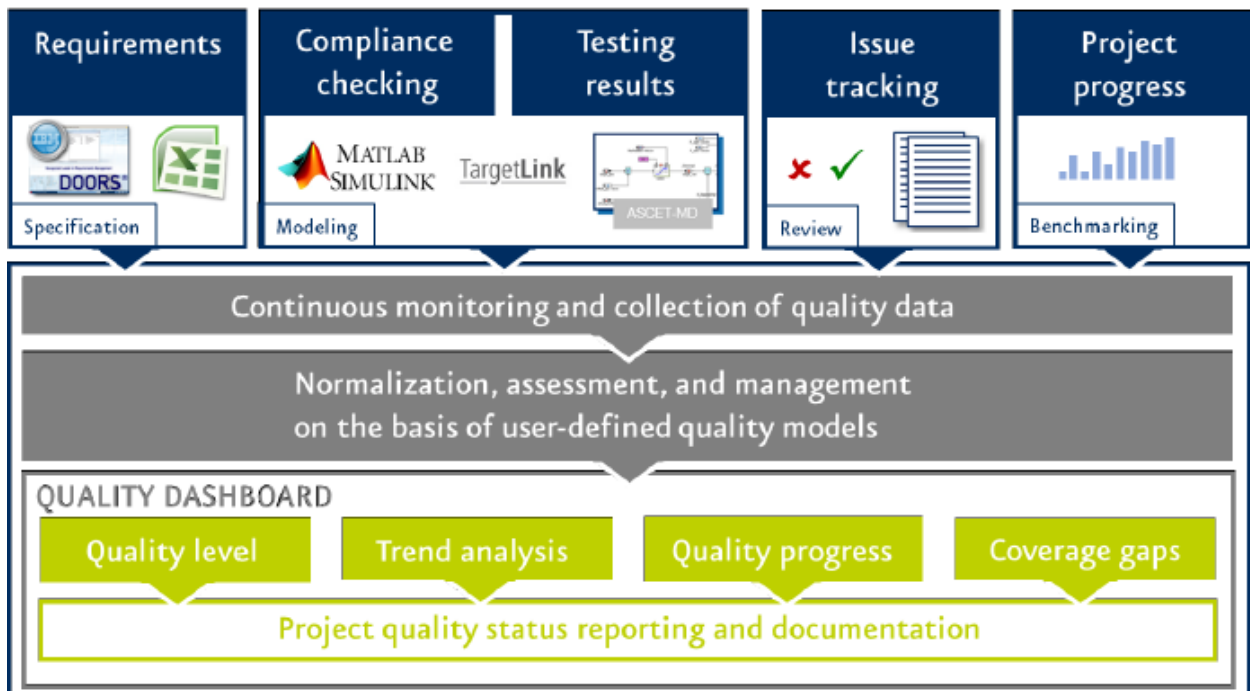 Requirements
Compliance
checking
Testing
results
Issue
tracking
Project
progress
IBM
DOORS®
X
Specification
MATLAB
SIMULINK®
TargetLink
ASCET-MD
Modeling
Review
Benchmarking
Continuous monitoring and collection of quality data
Normalization, assessment, and management
on the basis of user-defined quality models
QUALITY DASHBOARD
Quality level
Trend analysis
Quality progress
Coverage gaps
Project quality status reporting and documentation